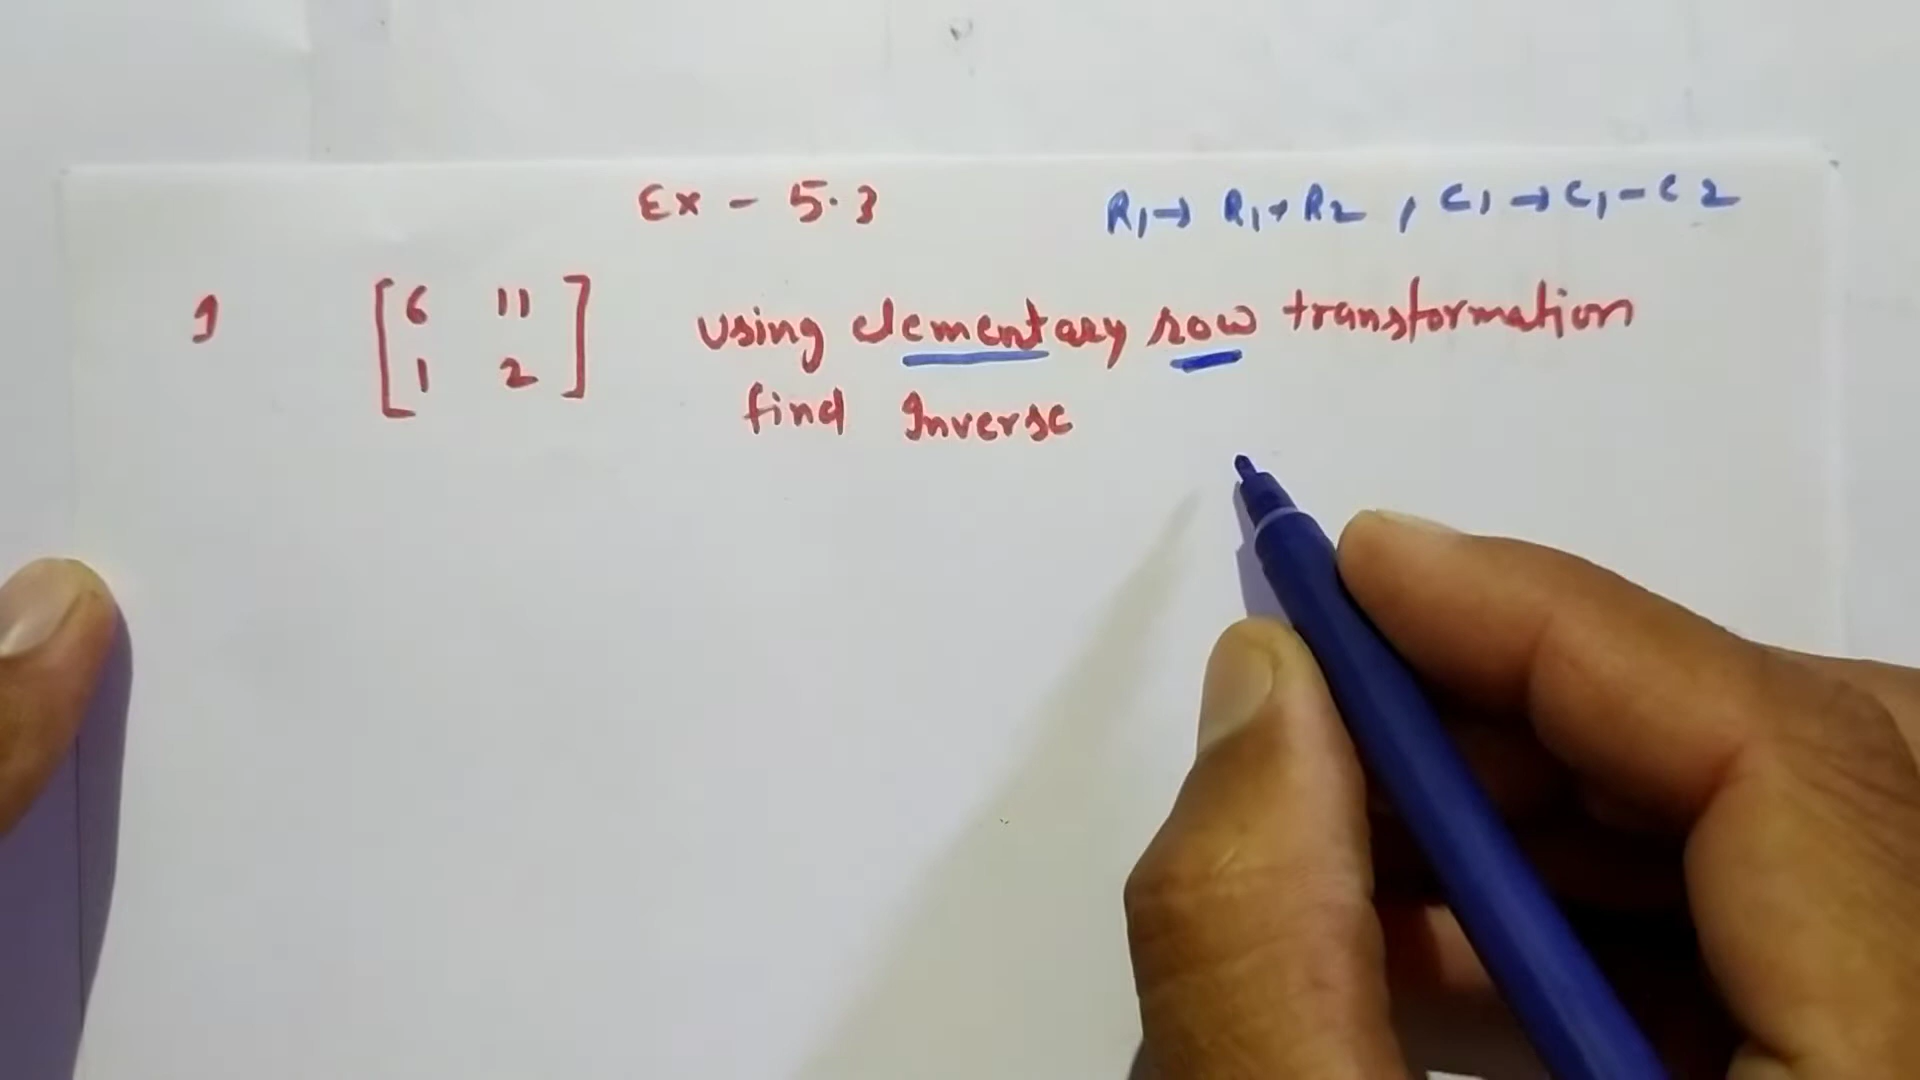 Ex - 5.3
R1→ R1+R2 , C1→C1-C2
1 [6 11
1 2] using elementary row transformation
find Inverse